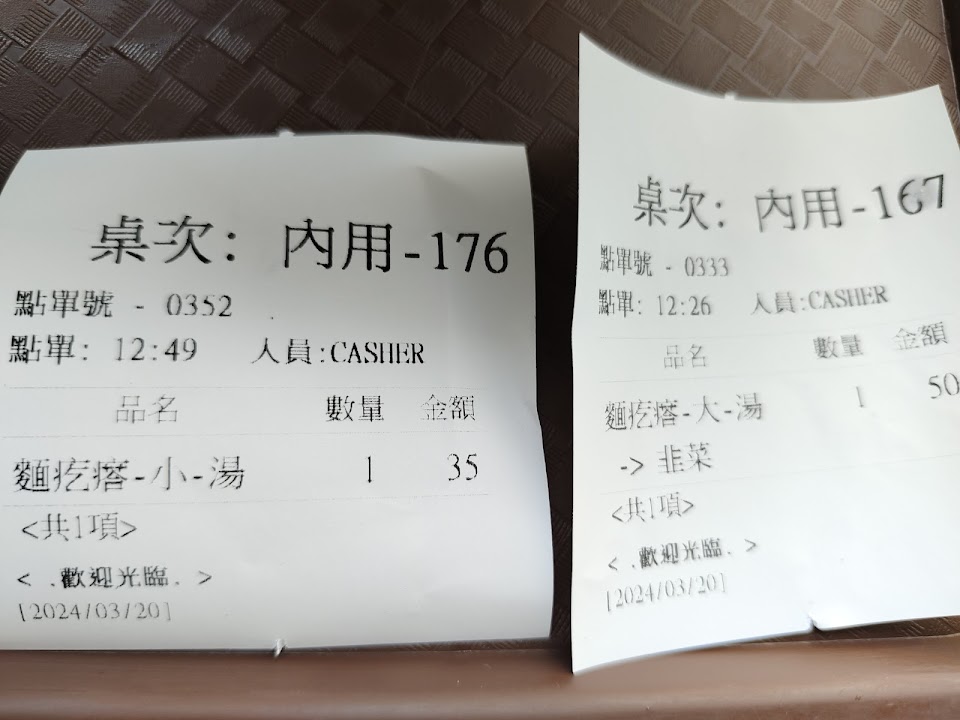 桌次: 內用-176
點單號 - 0352
點單: 12:49 人員:CASHER
品名 數量 金額
麵疙瘩-小-湯 1 35
<共1項>
< .歡迎光臨. >
[2024/03/20]
桌次: 內用-167
點單號 - 0333
點單: 12:26 人員:CASHER
品名 數量 金額
麵疙瘩-大-湯 1 50
-> 韭菜
<共1項>
< .歡迎光臨. >
[2024/03/20]